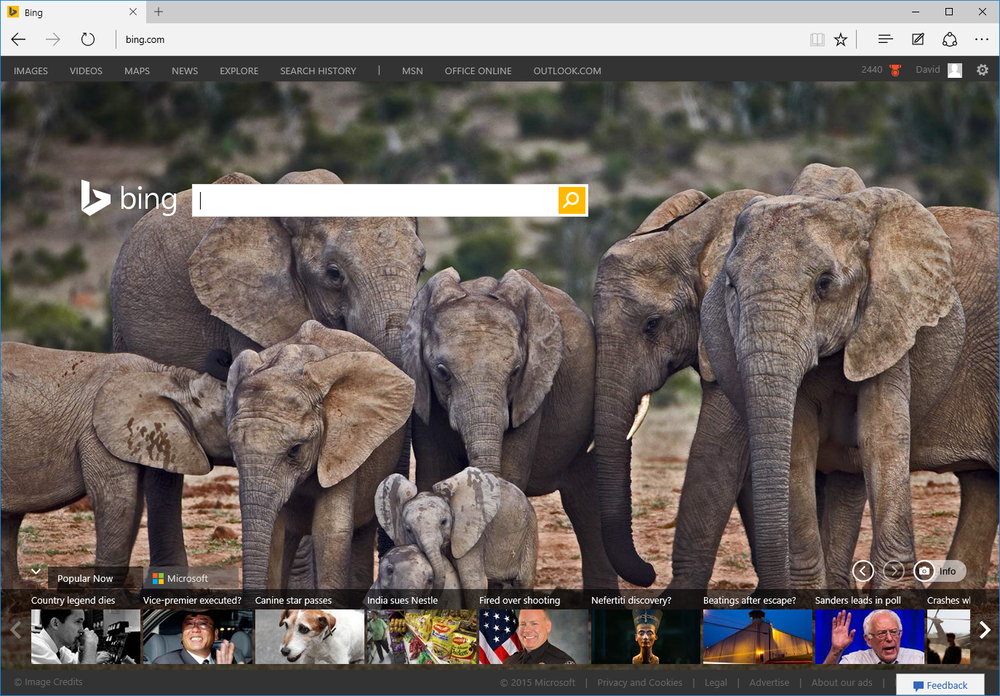 Bing
bing.com
IMAGES VIDEOS MAPS NEWS EXPLORE SEARCH HISTORY | MSN OFFICE ONLINE OUTLOOK.COM 2440 David
bing
Popular Now Microsoft Info
Country legend dies Vice-premier executed? Canine star passes India sues Nestle Fired over shooting Nefertiti discovery? Beatings after escape? Sanders leads in poll Crashes
© Image Credits © 2015 Microsoft | Privacy and Cookies | Legal | Advertise | About our ads | Feedback